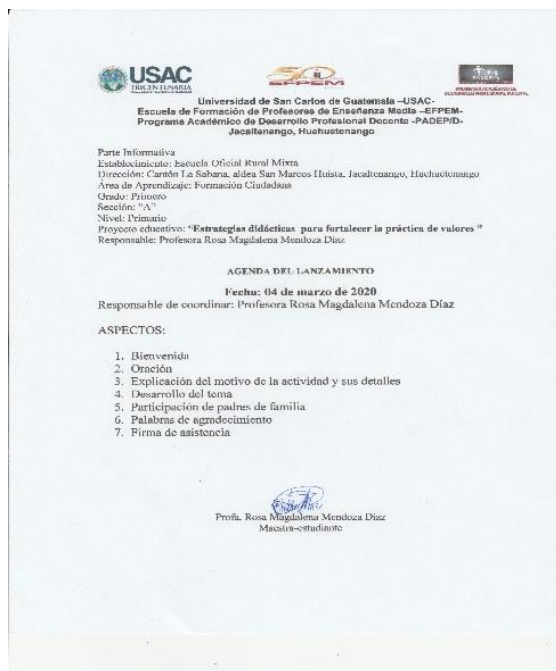 USAC
TRICENTENARIA
EFPEM
Universidad de San Carlos de Guatemala –USAC-
Escuela de Formación de Profesores de Enseñanza Media –EFPEM-
Programa Académico de Desarrollo Profesional Docente -PADEP/D-
Jacaltenango, Huehuetenango
Parte Informativa
Establecimiento: Escuela Oficial Rural Mixta
Dirección: Cantón La Sabana, aldea San Marcos Huista, Jacaltenango, Huehuetenango
Área de Aprendizaje: Formación Ciudadana
Grado: Primero
Sección: “A”
Nivel: Primario
Proyecto educativo: “Estrategias didácticas para fortalecer la práctica de valores ”
Responsable: Profesora Rosa Magdalena Mendoza Díaz
AGENDA DEL LANZAMIENTO
Fecha: 04 de marzo de 2020
Responsable de coordinar: Profesora Rosa Magdalena Mendoza Díaz
ASPECTOS:
1. Bienvenida
2. Oración
3. Explicación del motivo de la actividad y sus detalles
4. Desarrollo del tema
5. Participación de padres de familia
6. Palabras de agradecimiento
7. Firma de asistencia
Profa. Rosa Magdalena Mendoza Díaz
Maestra-estudiante